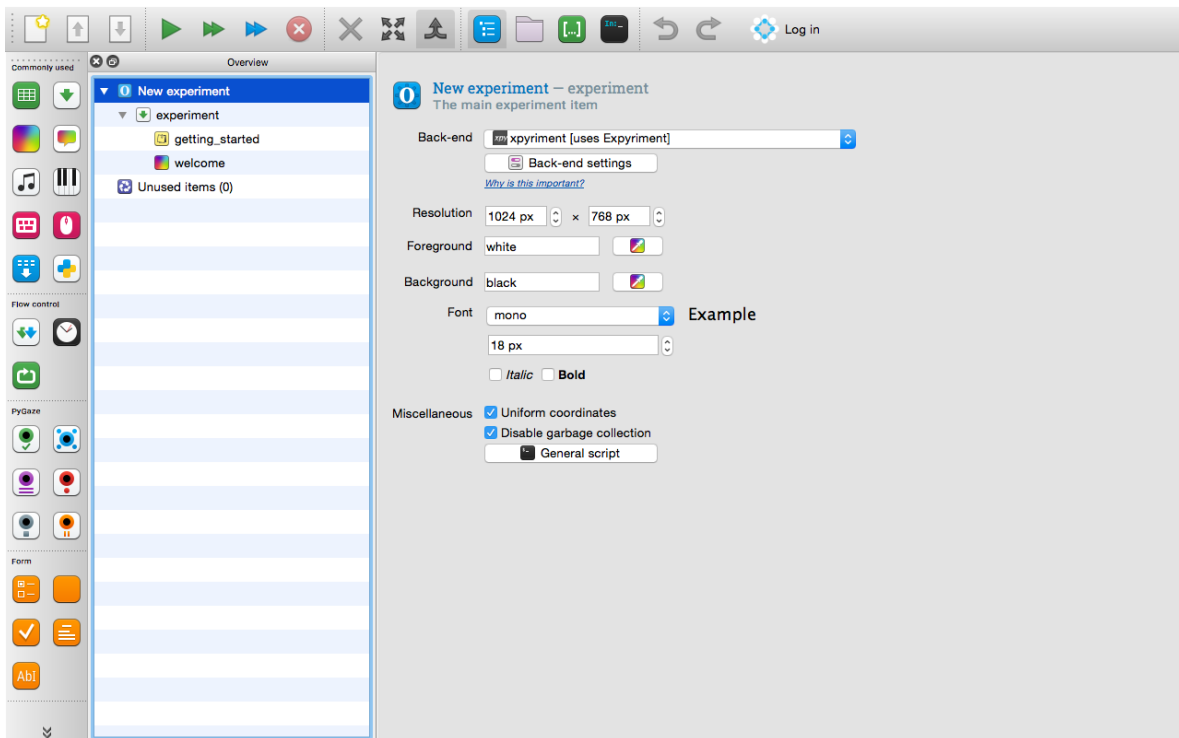 Log in
Commonly used
Flow control
PyGaze
Form
Abi
Overview
New experiment
experiment
getting_started
welcome
Unused items (0)
New experiment — experiment
The main experiment item
Back-end xpyriment [uses Expyriment]
Back-end settings
Why is this important?
Resolution 1024 px × 768 px
Foreground white
Background black
Font mono Example
18 px
Italic Bold
Miscellaneous Uniform coordinates
Disable garbage collection
General script